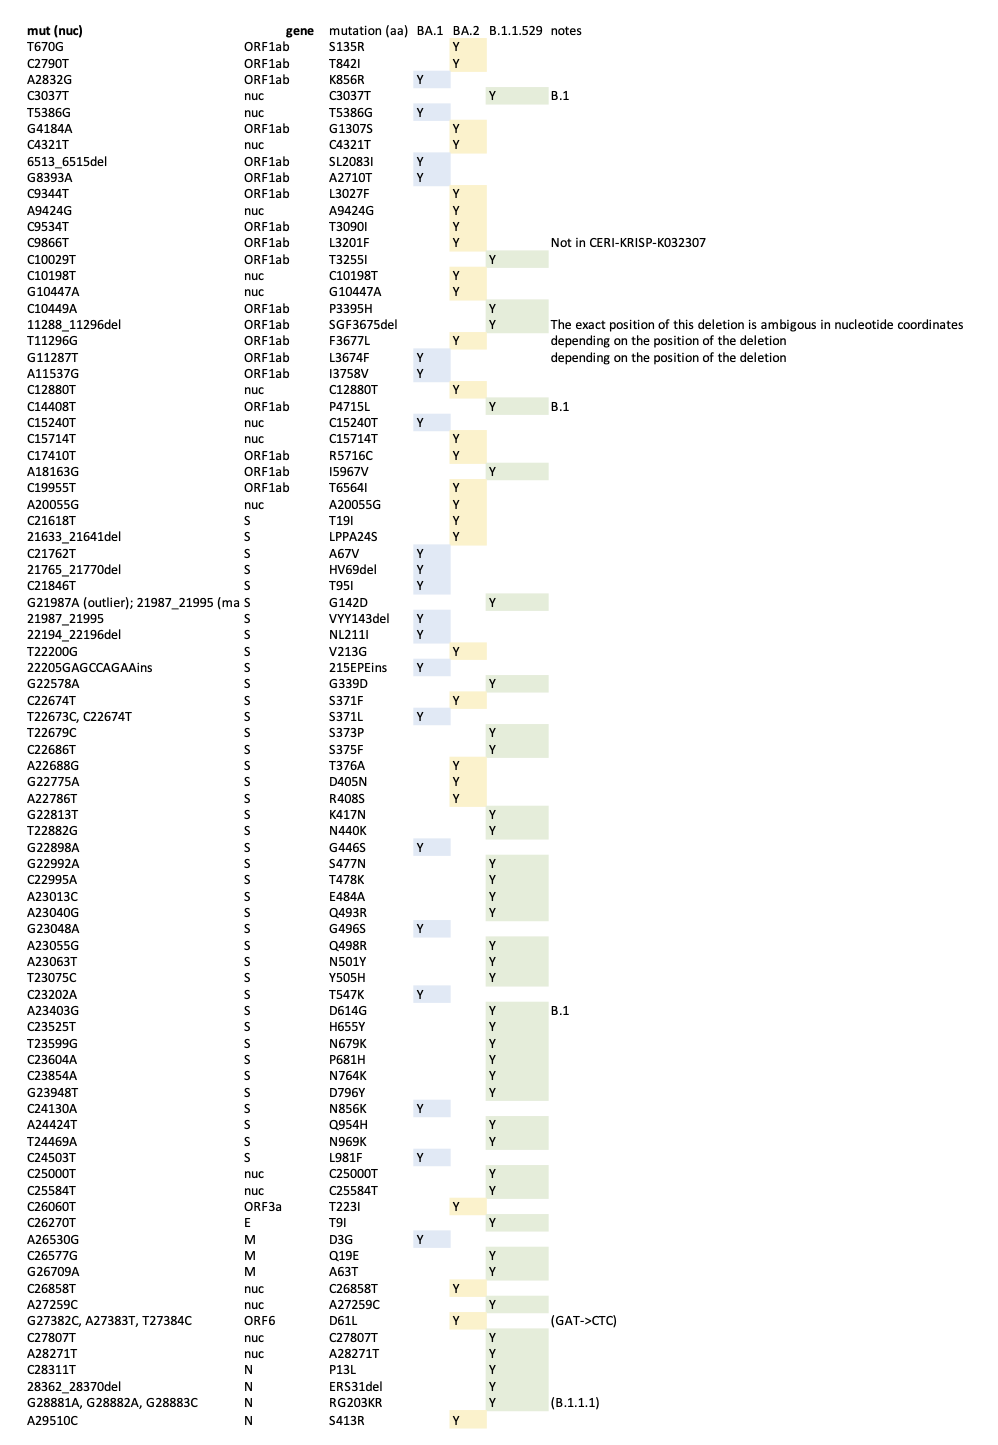 mut (nuc) gene mutation (aa) BA.1 BA.2 B.1.1.529 notes
T670G ORF1ab S135R Y
C2790T ORF1ab T842I Y
A2832G ORF1ab K856R Y
C3037T nuc C3037T Y B.1
T5386G nuc T5386G Y
G4184A ORF1ab G1307S Y
C4321T nuc C4321T Y
6513_6515del ORF1ab SL2083I Y
G8393A ORF1ab A2710T Y
C9344T ORF1ab L3027F Y
A9424G nuc A9424G Y
C9534T ORF1ab T3090I Y
C9866T ORF1ab L3201F Y Not in CERI-KRISP-K032307
C10029T ORF1ab T3255I Y
C10198T nuc C10198T Y
G10447A nuc G10447A Y
C10449A ORF1ab P3395H Y
11288_11296del ORF1ab SGF3675del Y The exact position of this deletion is ambigous in nucleotide coordinates
T11296G ORF1ab F3677L Y depending on the position of the deletion
G11287T ORF1ab L3674F Y depending on the position of the deletion
A11537G ORF1ab I3758V Y
C12880T nuc C12880T Y
C14408T ORF1ab P4715L Y B.1
C15240T nuc C15240T Y
C15714T nuc C15714T Y
C17410T ORF1ab R5716C Y
A18163G ORF1ab I5967V Y
C19955T ORF1ab T6564I Y
A20055G nuc A20055G Y
C21618T S T19I Y
21633_21641del S LPPA24S Y
C21762T S A67V Y
21765_21770del S HV69del Y
C21846T S T95I Y
G21987A (outlier); 21987_21995 (ma S G142D Y
21987_21995 S VYY143del Y
22194_22196del S NL211I Y
T22200G S V213G Y
22205GAGCCAGAAins S 215EPEins Y
G22578A S G339D Y
C22674T S S371F Y
T22673C, C22674T S S371L Y
T22679C S S373P Y
C22686T S S375F Y
A22688G S T376A Y
G22775A S D405N Y
A22786T S R408S Y
G22813T S K417N Y
T22882G S N440K Y
G22898A S G446S Y
G22992A S S477N Y
C22995A S T478K Y
A23013C S E484A Y
A23040G S Q493R Y
G23048A S G496S Y
A23055G S Q498R Y
A23063T S N501Y Y
T23075C S Y505H Y
C23202A S T547K Y
A23403G S D614G Y B.1
C23525T S H655Y Y
T23599G S N679K Y
C23604A S P681H Y
C23854A S N764K Y
G23948T S D796Y Y
C24130A S N856K Y
A24424T S Q954H Y
T24469A S N969K Y
C24503T S L981F Y
C25000T nuc C25000T Y
C25584T nuc C25584T Y
C26060T ORF3a T223I Y
C26270T E T9I Y
A26530G M D3G Y
C26577G M Q19E Y
G26709A M A63T Y
C26858T nuc C26858T Y
A27259C nuc A27259C Y
G27382C, A27383T, T27384C ORF6 D61L Y (GAT->CTC)
C27807T nuc C27807T Y
A28271T nuc A28271T Y
C28311T N P13L Y
28362_28370del N ERS31del Y
G28881A, G28882A, G28883C N RG203KR Y (B.1.1.1)
A29510C N S413R Y